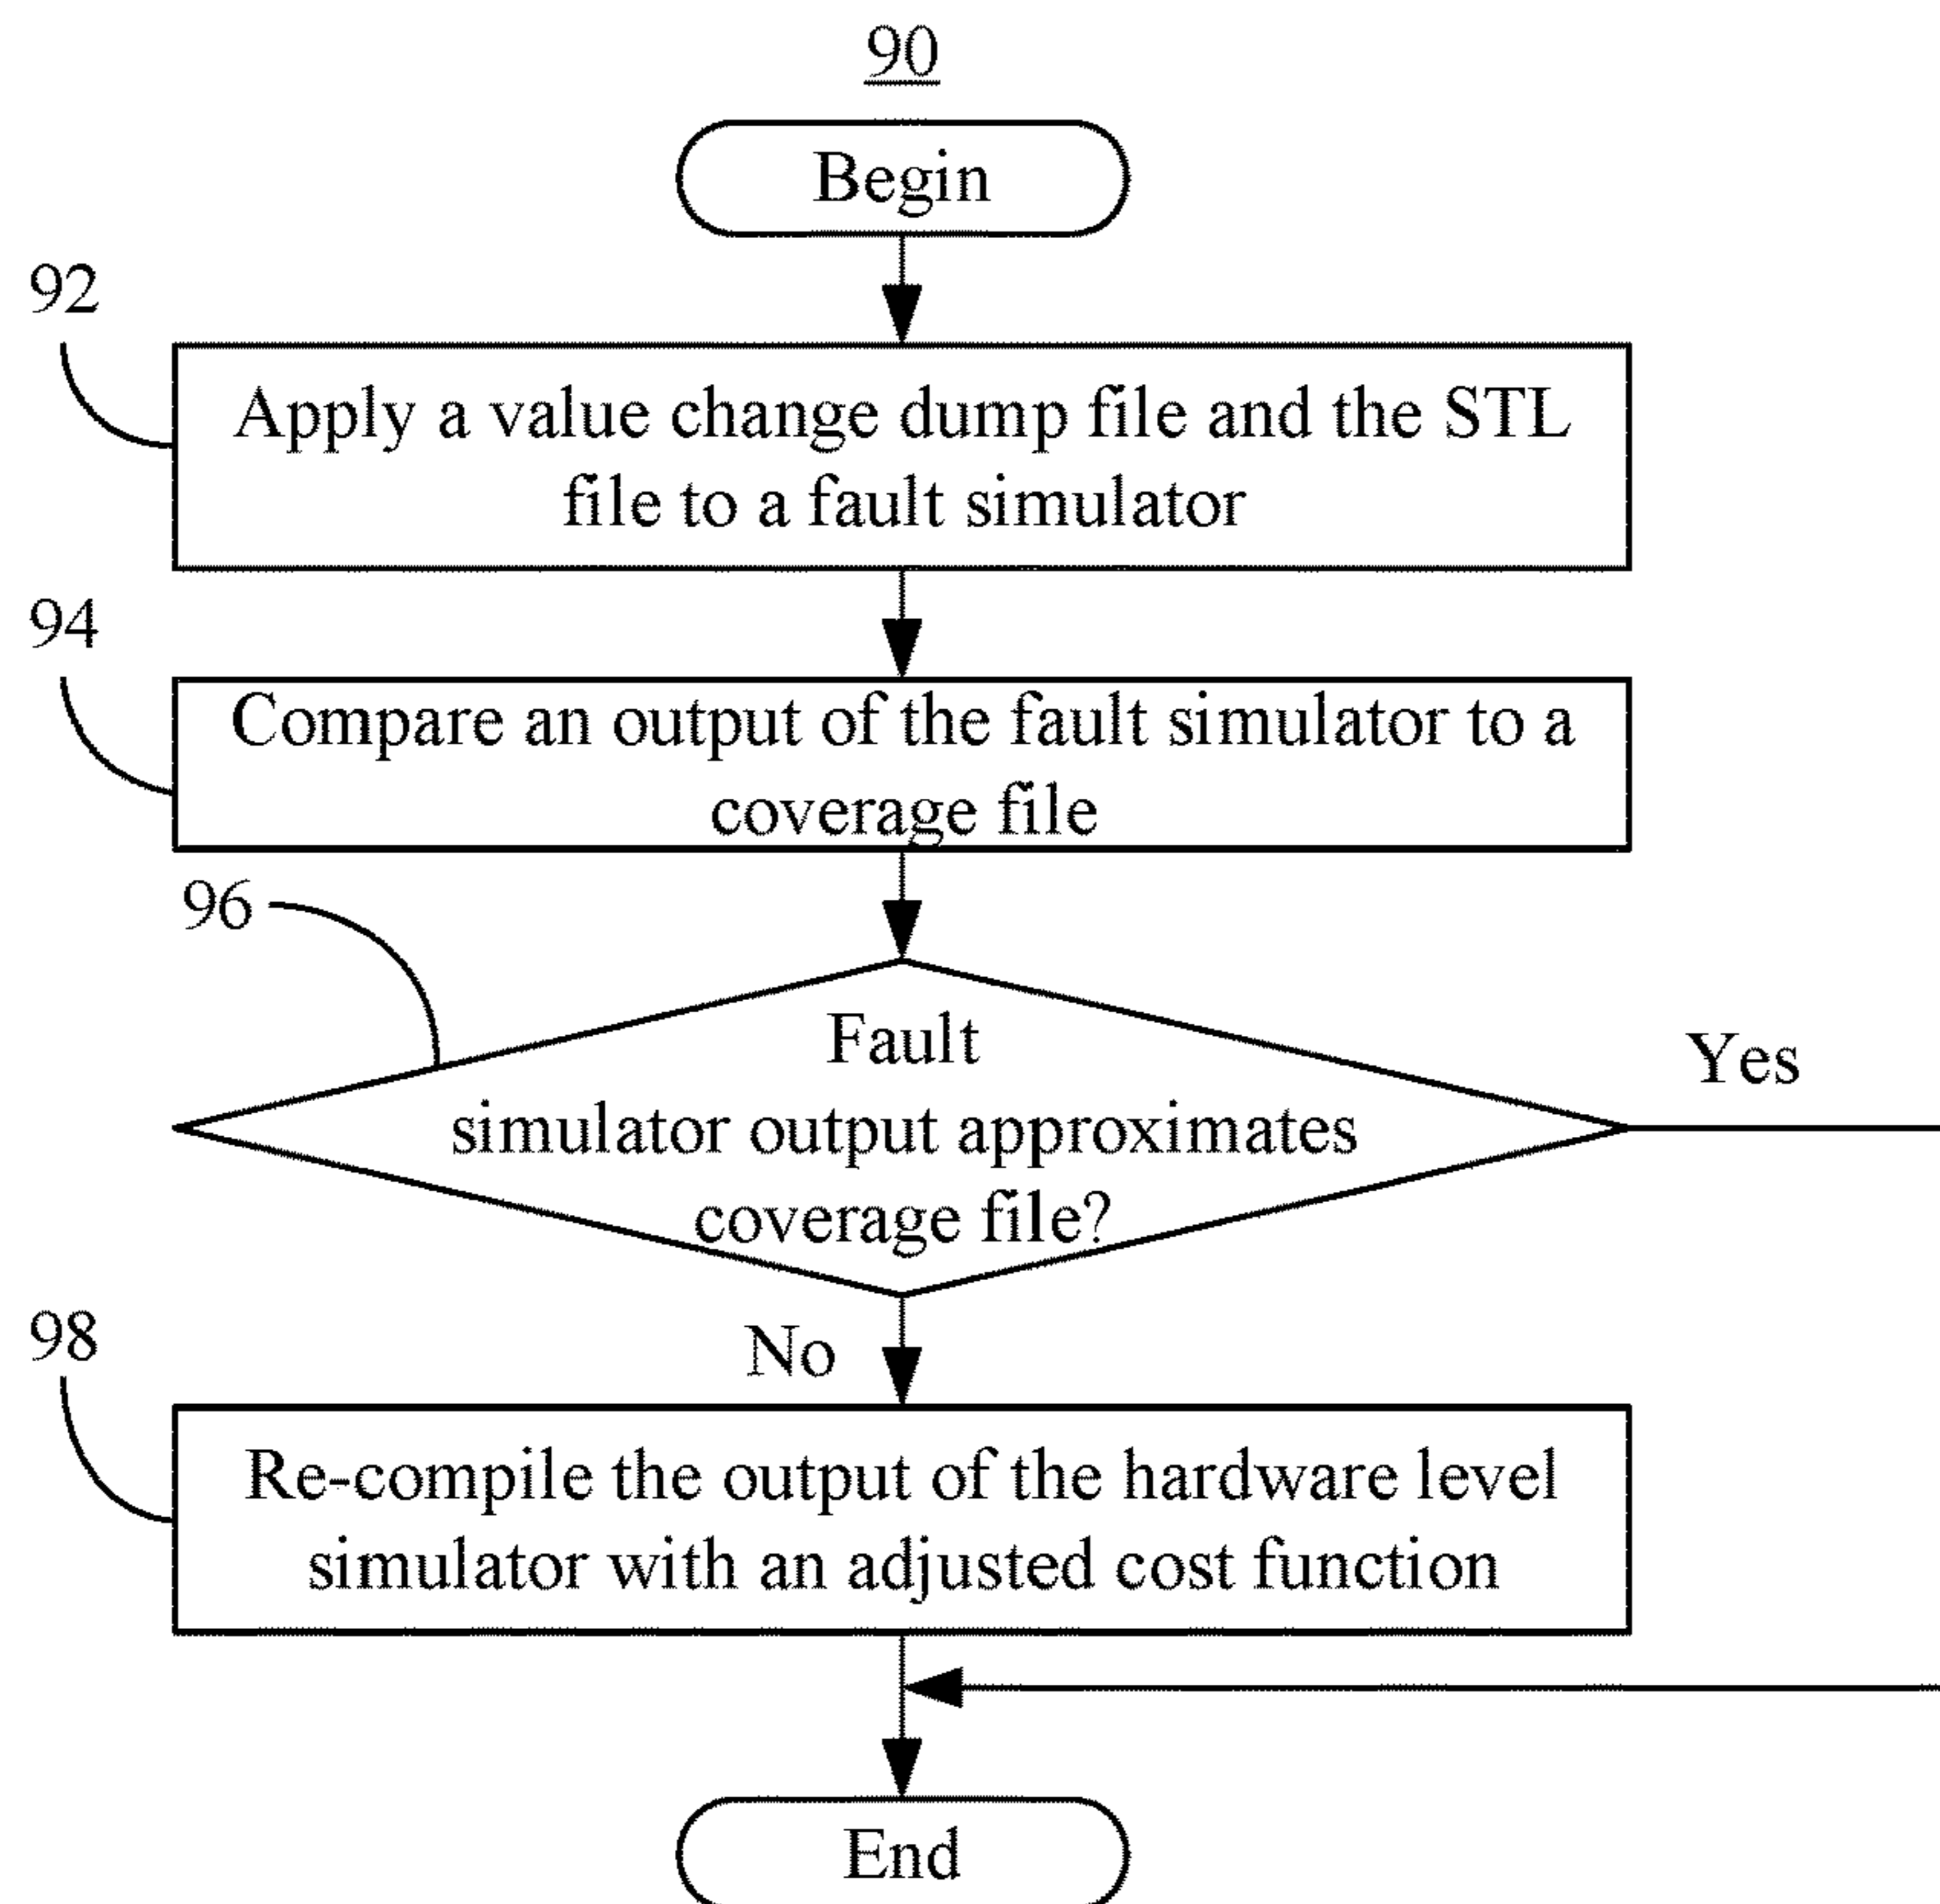 90
Begin
92
Apply a value change dump file and the STL
file to a fault simulator
94
Compare an output of the fault simulator to a
coverage file
96
Fault
simulator output approximates
coverage file?
Yes
No
98
Re-compile the output of the hardware level
simulator with an adjusted cost function
End